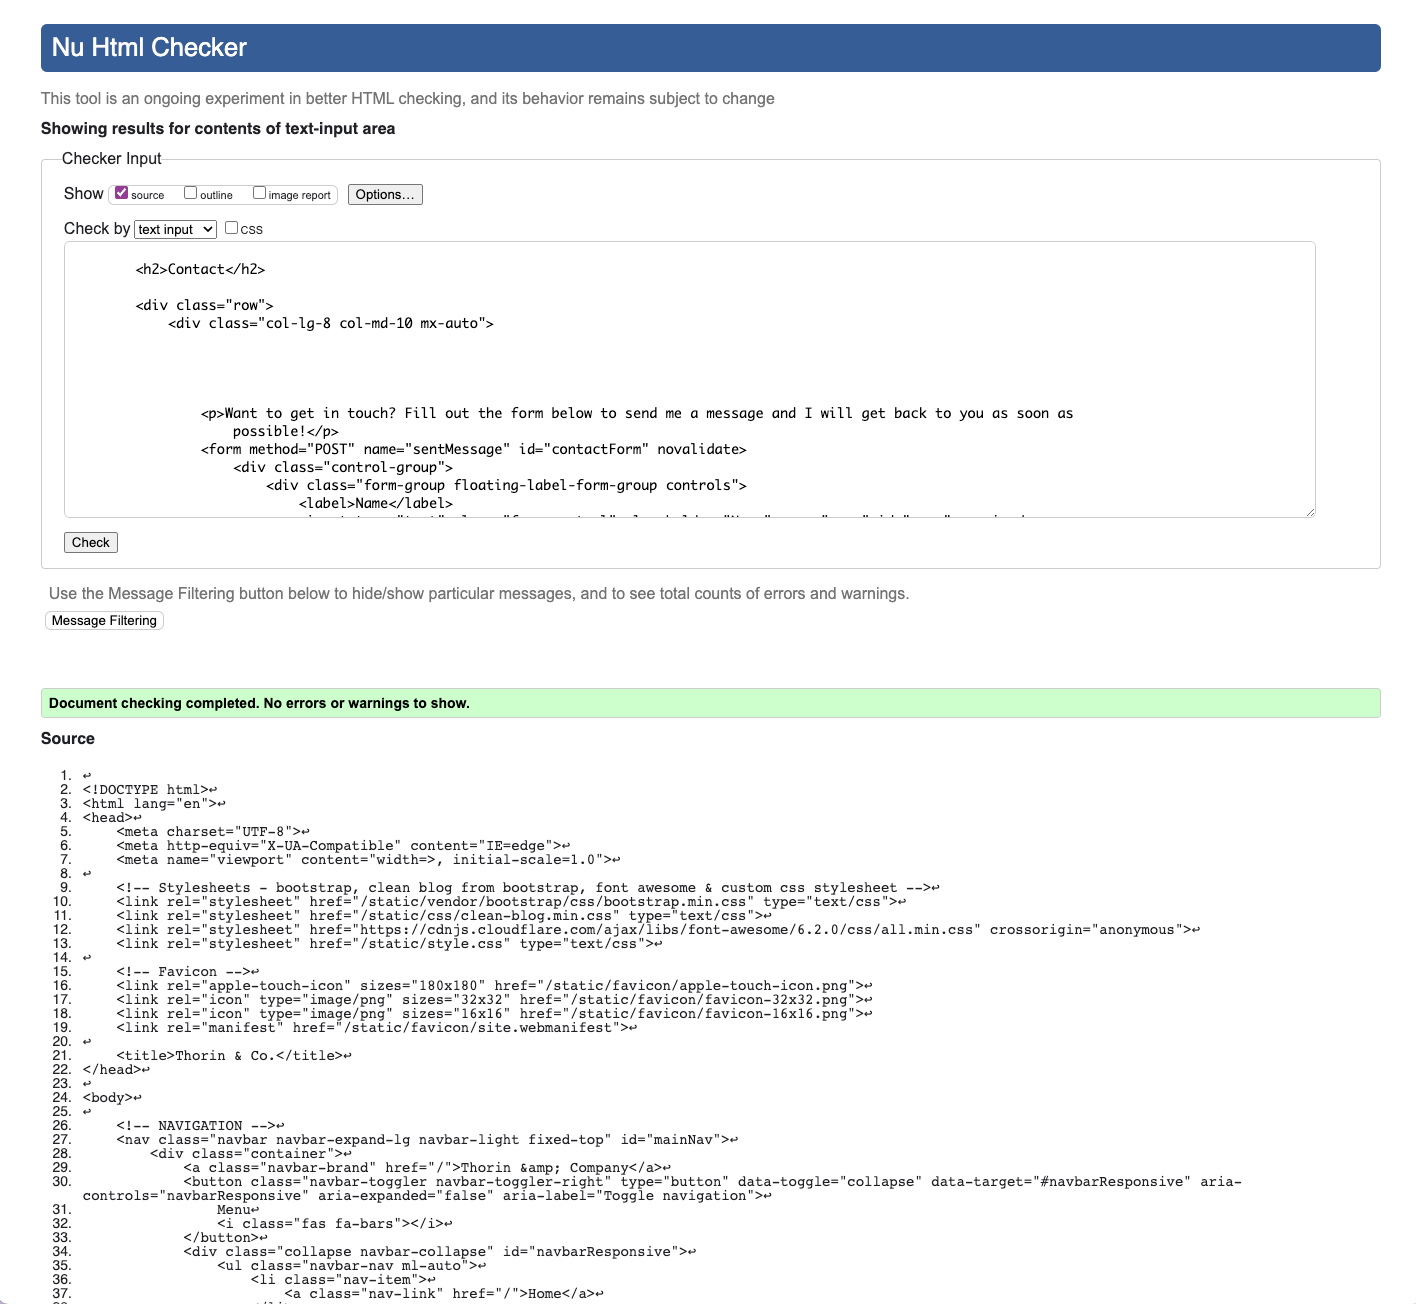 Nu Html Checker
This tool is an ongoing experiment in better HTML checking, and its behavior remains subject to change
Showing results for contents of text-input area
Checker Input
Show source outline image report Options...
Check by text input css
<h2>Contact</h2>
<div class="row">
<div class="col-lg-8 col-md-10 mx-auto">
<p>Want to get in touch? Fill out the form below to send me a message and I will get back to you as soon as
possible!</p>
<form method="POST" name="sentMessage" id="contactForm" novalidate>
<div class="control-group">
<div class="form-group floating-label-form-group controls">
<label>Name</label>
Check
Use the Message Filtering button below to hide/show particular messages, and to see total counts of errors and warnings.
Message Filtering
Document checking completed. No errors or warnings to show.
Source
1. ↩
2. <!DOCTYPE html>↩
3. <html lang="en">↩
4. <head>↩
5. <meta charset="UTF-8">↩
6. <meta http-equiv="X-UA-Compatible" content="IE=edge">↩
7. <meta name="viewport" content="width=>, initial-scale=1.0">↩
8. ↩
9. <!-- Stylesheets - bootstrap, clean blog from bootstrap, font awesome & custom css stylesheet -->↩
10. <link rel="stylesheet" href="/static/vendor/bootstrap/css/bootstrap.min.css" type="text/css">↩
11. <link rel="stylesheet" href="/static/css/clean-blog.min.css" type="text/css">↩
12. <link rel="stylesheet" href="https://cdnjs.cloudflare.com/ajax/libs/font-awesome/6.2.0/css/all.min.css" crossorigin="anonymous">↩
13. <link rel="stylesheet" href="/static/style.css" type="text/css">↩
14. ↩
15. <!-- Favicon -->↩
16. <link rel="apple-touch-icon" sizes="180x180" href="/static/favicon/apple-touch-icon.png">↩
17. <link rel="icon" type="image/png" sizes="32x32" href="/static/favicon/favicon-32x32.png">↩
18. <link rel="icon" type="image/png" sizes="16x16" href="/static/favicon/favicon-16x16.png">↩
19. <link rel="manifest" href="/static/favicon/site.webmanifest">↩
20. ↩
21. <title>Thorin & Co.</title>↩
22. </head>↩
23. ↩
24. <body>↩
25. ↩
26. <!-- NAVIGATION -->↩
27. <nav class="navbar navbar-expand-lg navbar-light fixed-top" id="mainNav">↩
28. <div class="container">↩
29. <a class="navbar-brand" href="/">Thorin &amp; Company</a>↩
30. <button class="navbar-toggler navbar-toggler-right" type="button" data-toggle="collapse" data-target="#navbarResponsive" aria-
controls="navbarResponsive" aria-expanded="false" aria-label="Toggle navigation">↩
31. Menu↩
32. <i class="fas fa-bars"></i>↩
33. </button>↩
34. <div class="collapse navbar-collapse" id="navbarResponsive">↩
35. <ul class="navbar-nav ml-auto">↩
36. <li class="nav-item">↩
37. <a class="nav-link" href="/">Home</a>↩